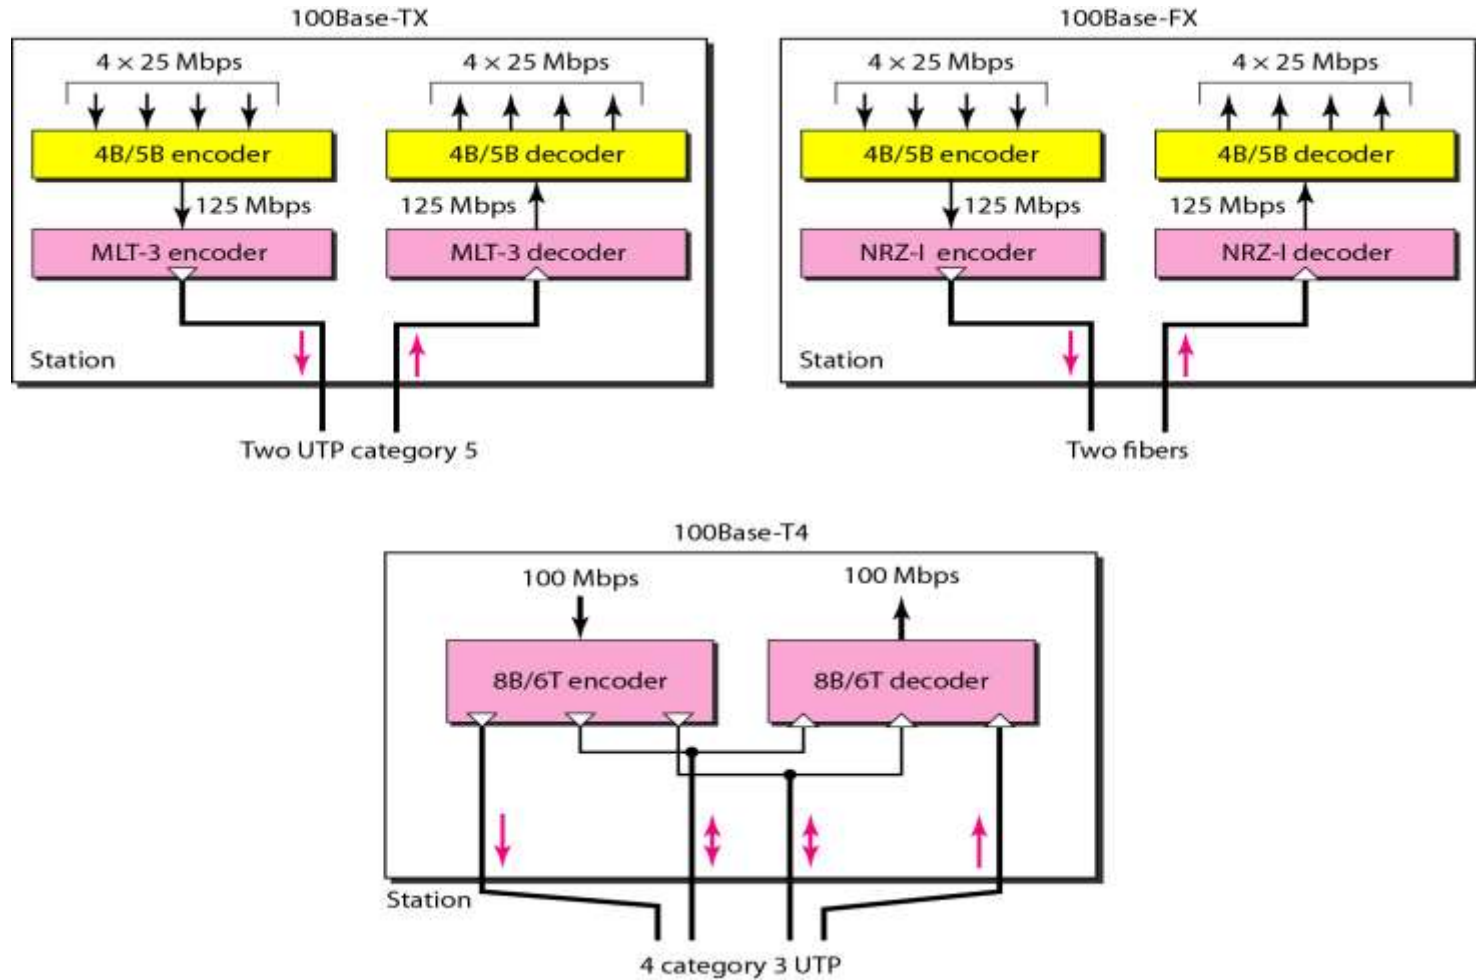 100Base-TX
4 × 25 Mbps
4 × 25 Mbps
4B/5B encoder
4B/5B decoder
125 Mbps
125 Mbps
MLT-3 encoder
MLT-3 decoder
Station
Two UTP category 5
100Base-FX
4 × 25 Mbps
4 × 25 Mbps
4B/5B encoder
4B/5B decoder
125 Mbps
125 Mbps
NRZ-I encoder
NRZ-I decoder
Station
Two fibers
100Base-T4
100 Mbps
100 Mbps
8B/6T encoder
8B/6T decoder
Station
4 category 3 UTP